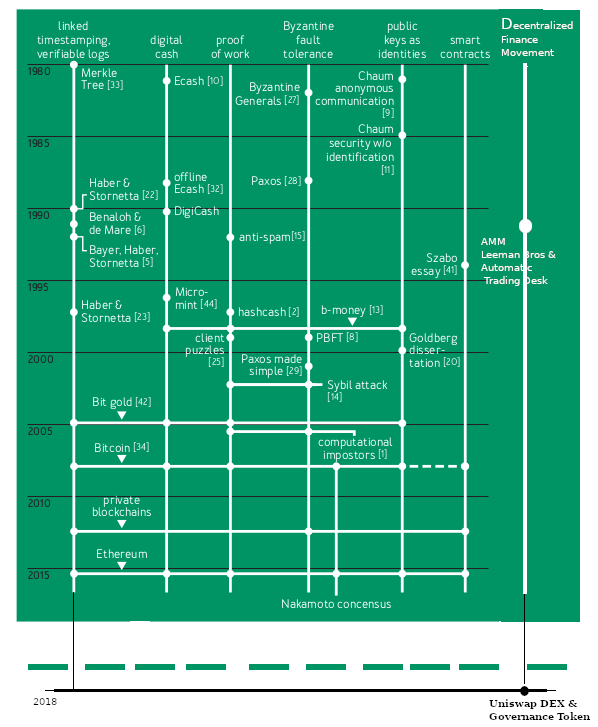 linked
timestamping,
verifiable logs
digital
cash
proof
of work
Byzantine
fault
tolerance
public
keys as
identities
smart
contracts
Decentralized
Finance
Movement
1980
Merkle
Tree [33]
Ecash [10]
Byzantine
Generals [27]
Chaum
anonymous
communication
[9]
Chaum
security w/o
identification
[11]
1985
offline
Ecash [32]
Paxos [28]
Haber &
Stornetta [22]
DigiCash
1990
Benaloh &
de Mare [6]
anti-spam[15]
Bayer, Haber,
Stornetta [5]
Szabo
essay [41]
AMM
Leeman Bros &
Automatic
Trading Desk
1995
Micro-
mint [44]
Haber &
Stornetta [23]
hashcash [2]
b-money [13]
client
puzzles
[25]
PBFT [8]
Goldberg
disser-
tation [20]
2000
Paxos made
simple [29]
Sybil attack
[14]
Bit gold [42]
2005
computational
impostors [1]
Bitcoin [34]
2010
private
blockchains
Ethereum
2015
Nakamoto concensus
2018
Uniswap DEX &
Governance Token